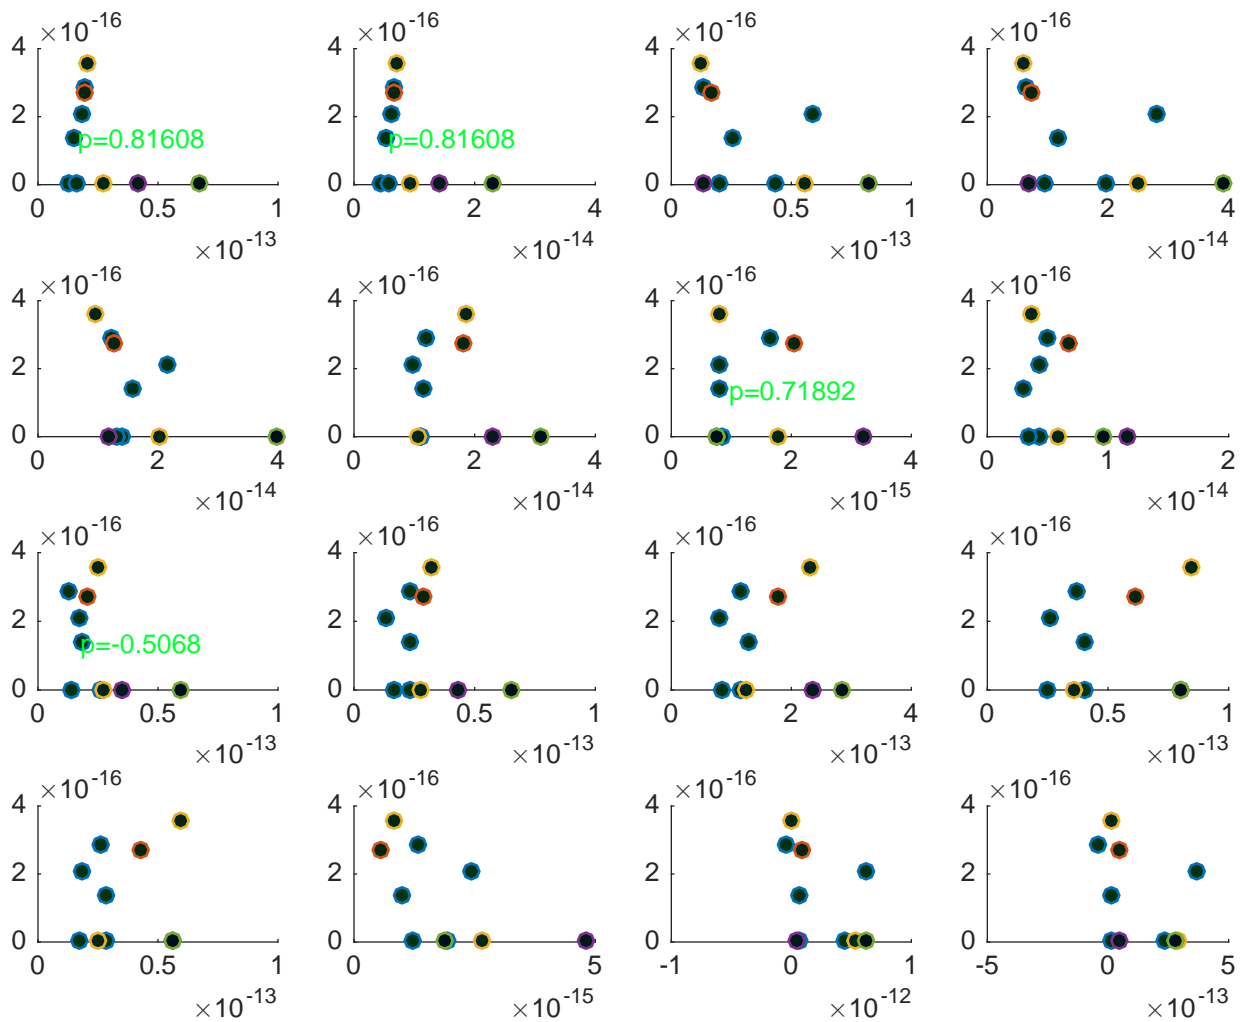 ×10-16 ×10-16 ×10-16 ×10-16
4 4 4 4
2 2 2 2
p=0.81608 p=0.81608
0 0 0 0
0 0.5 1 0 2 4 0 0.5 1 0 2 4
×10-13 ×10-14 ×10-13 ×10-14
×10-16 ×10-16 ×10-16 ×10-16
4 4 4 4
2 2 2 2
p=0.71892
0 0 0 0
0 2 4 0 2 4 0 2 4 0 1 2
×10-14 ×10-14 ×10-15 ×10-14
×10-16 ×10-16 ×10-16 ×10-16
4 4 4 4
2 2 2 2
p=-0.5068
0 0 0 0
0 0.5 1 0 0.5 1 0 2 4 0 0.5 1
×10-13 ×10-13 ×10-13 ×10-13
×10-16 ×10-16 ×10-16 ×10-16
4 4 4 4
2 2 2 2
0 0 0 0
0 0.5 1 0 5 -1 0 1 -5 0 5
×10-13 ×10-15 ×10-12 ×10-13